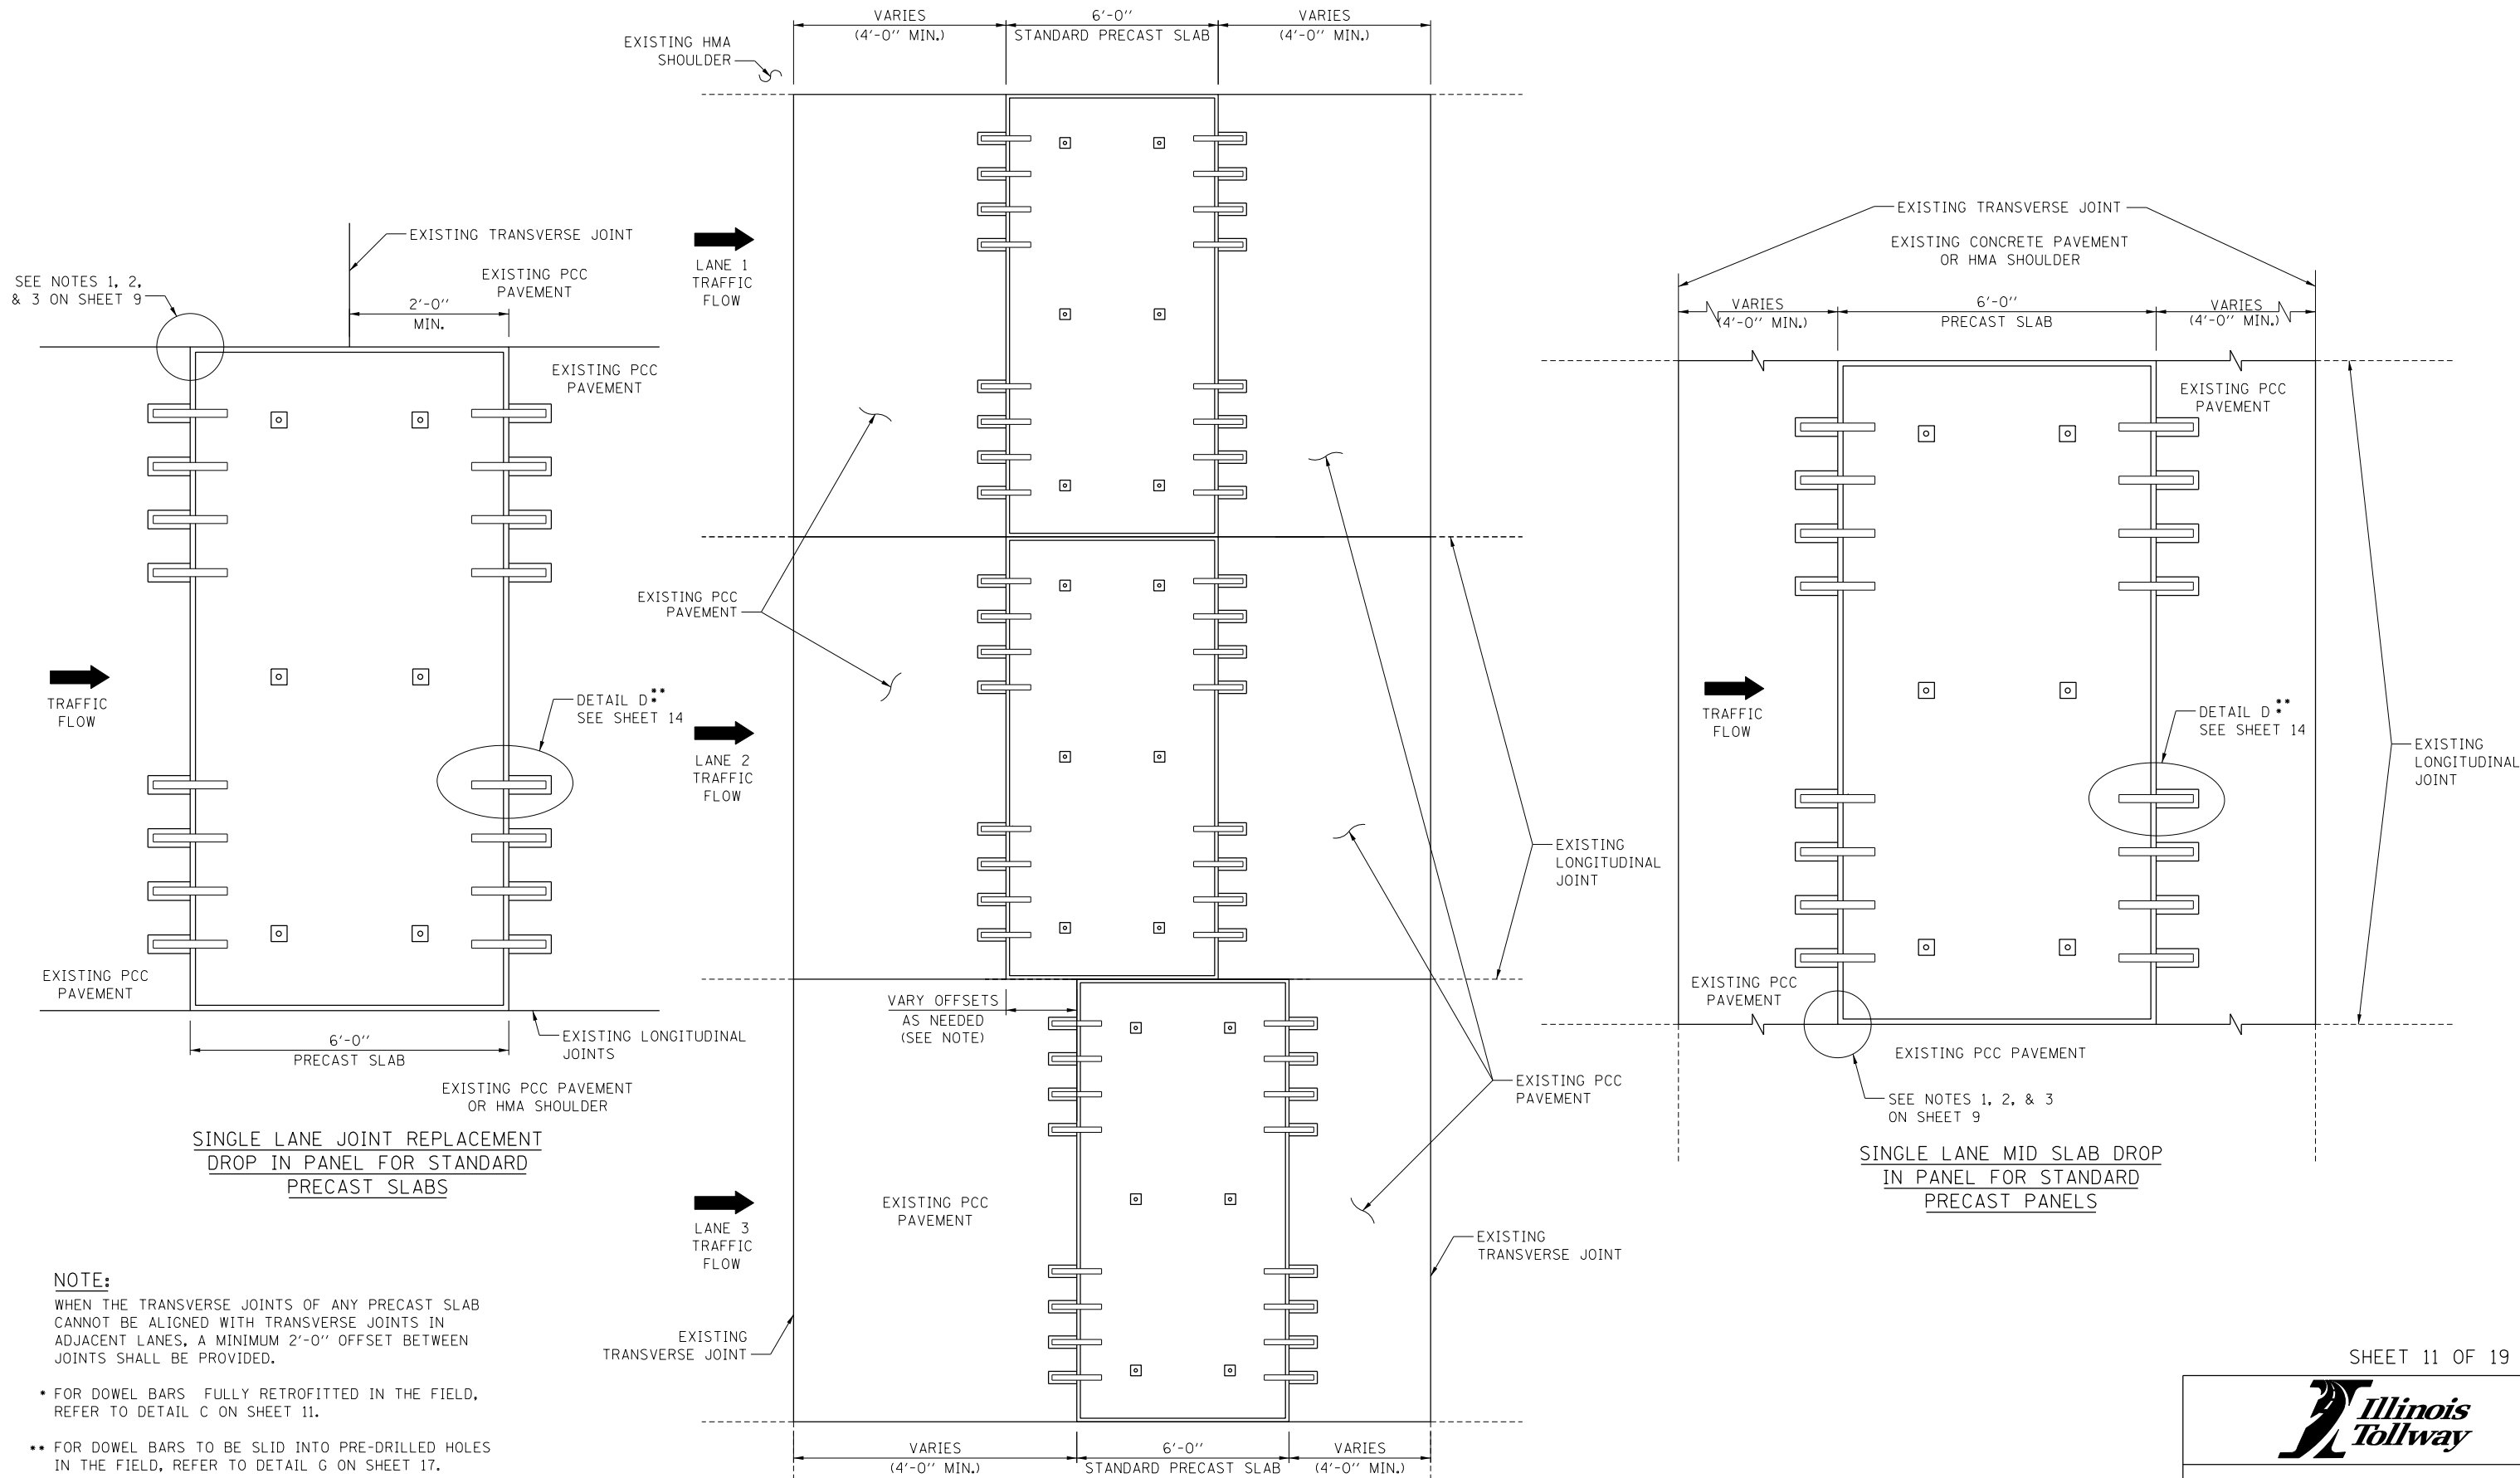 VARIES
(4'-0" MIN.)
6'-0"
STANDARD PRECAST SLAB
VARIES
(4'-0" MIN.)
EXISTING HMA
SHOULDER
EXISTING TRANSVERSE JOINT
SEE NOTES 1, 2,
& 3 ON SHEET 9
EXISTING PCC
PAVEMENT
2'-0"
MIN.
EXISTING PCC
PAVEMENT
TRAFFIC
FLOW
DETAIL D * **
SEE SHEET 14
EXISTING PCC
PAVEMENT
6'-0"
PRECAST SLAB
EXISTING LONGITUDINAL
JOINTS
EXISTING PCC PAVEMENT
OR HMA SHOULDER
SINGLE LANE JOINT REPLACEMENT
DROP IN PANEL FOR STANDARD
PRECAST SLABS
LANE 1
TRAFFIC
FLOW
EXISTING PCC
PAVEMENT
LANE 2
TRAFFIC
FLOW
EXISTING
LONGITUDINAL
JOINT
VARY OFFSETS
AS NEEDED
(SEE NOTE)
EXISTING PCC
PAVEMENT
LANE 3
TRAFFIC
FLOW
EXISTING PCC
PAVEMENT
EXISTING
TRANSVERSE JOINT
EXISTING
TRANSVERSE JOINT
VARIES
(4'-0" MIN.)
6'-0"
STANDARD PRECAST SLAB
VARIES
(4'-0" MIN.)
EXISTING TRANSVERSE JOINT
EXISTING CONCRETE PAVEMENT
OR HMA SHOULDER
VARIES
(4'-0" MIN.)
6'-0"
PRECAST SLAB
VARIES
(4'-0" MIN.)
EXISTING PCC
PAVEMENT
TRAFFIC
FLOW
DETAIL D * **
SEE SHEET 14
EXISTING
LONGITUDINAL
JOINT
EXISTING PCC
PAVEMENT
EXISTING PCC PAVEMENT
SEE NOTES 1, 2, & 3
ON SHEET 9
SINGLE LANE MID SLAB DROP
IN PANEL FOR STANDARD
PRECAST PANELS
NOTE:
WHEN THE TRANSVERSE JOINTS OF ANY PRECAST SLAB
CANNOT BE ALIGNED WITH TRANSVERSE JOINTS IN
ADJACENT LANES, A MINIMUM 2'-0" OFFSET BETWEEN
JOINTS SHALL BE PROVIDED.
* FOR DOWEL BARS FULLY RETROFITTED IN THE FIELD,
REFER TO DETAIL C ON SHEET 11.
** FOR DOWEL BARS TO BE SLID INTO PRE-DRILLED HOLES
IN THE FIELD, REFER TO DETAIL G ON SHEET 17.
SHEET 11 OF 19
Illinois
Tollway